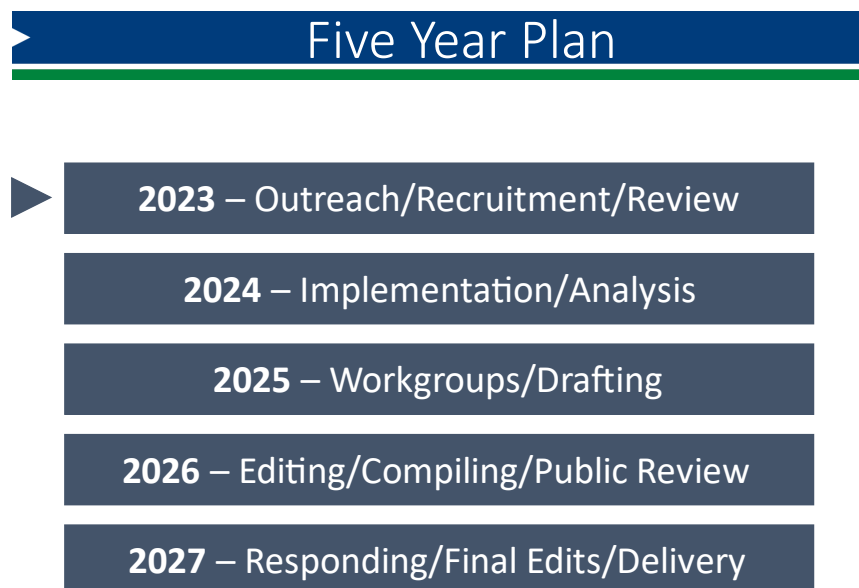 Five Year Plan
2023 – Outreach/Recruitment/Review
2024 – Implementation/Analysis
2025 – Workgroups/Drafting
2026 – Editing/Compiling/Public Review
2027 – Responding/Final Edits/Delivery